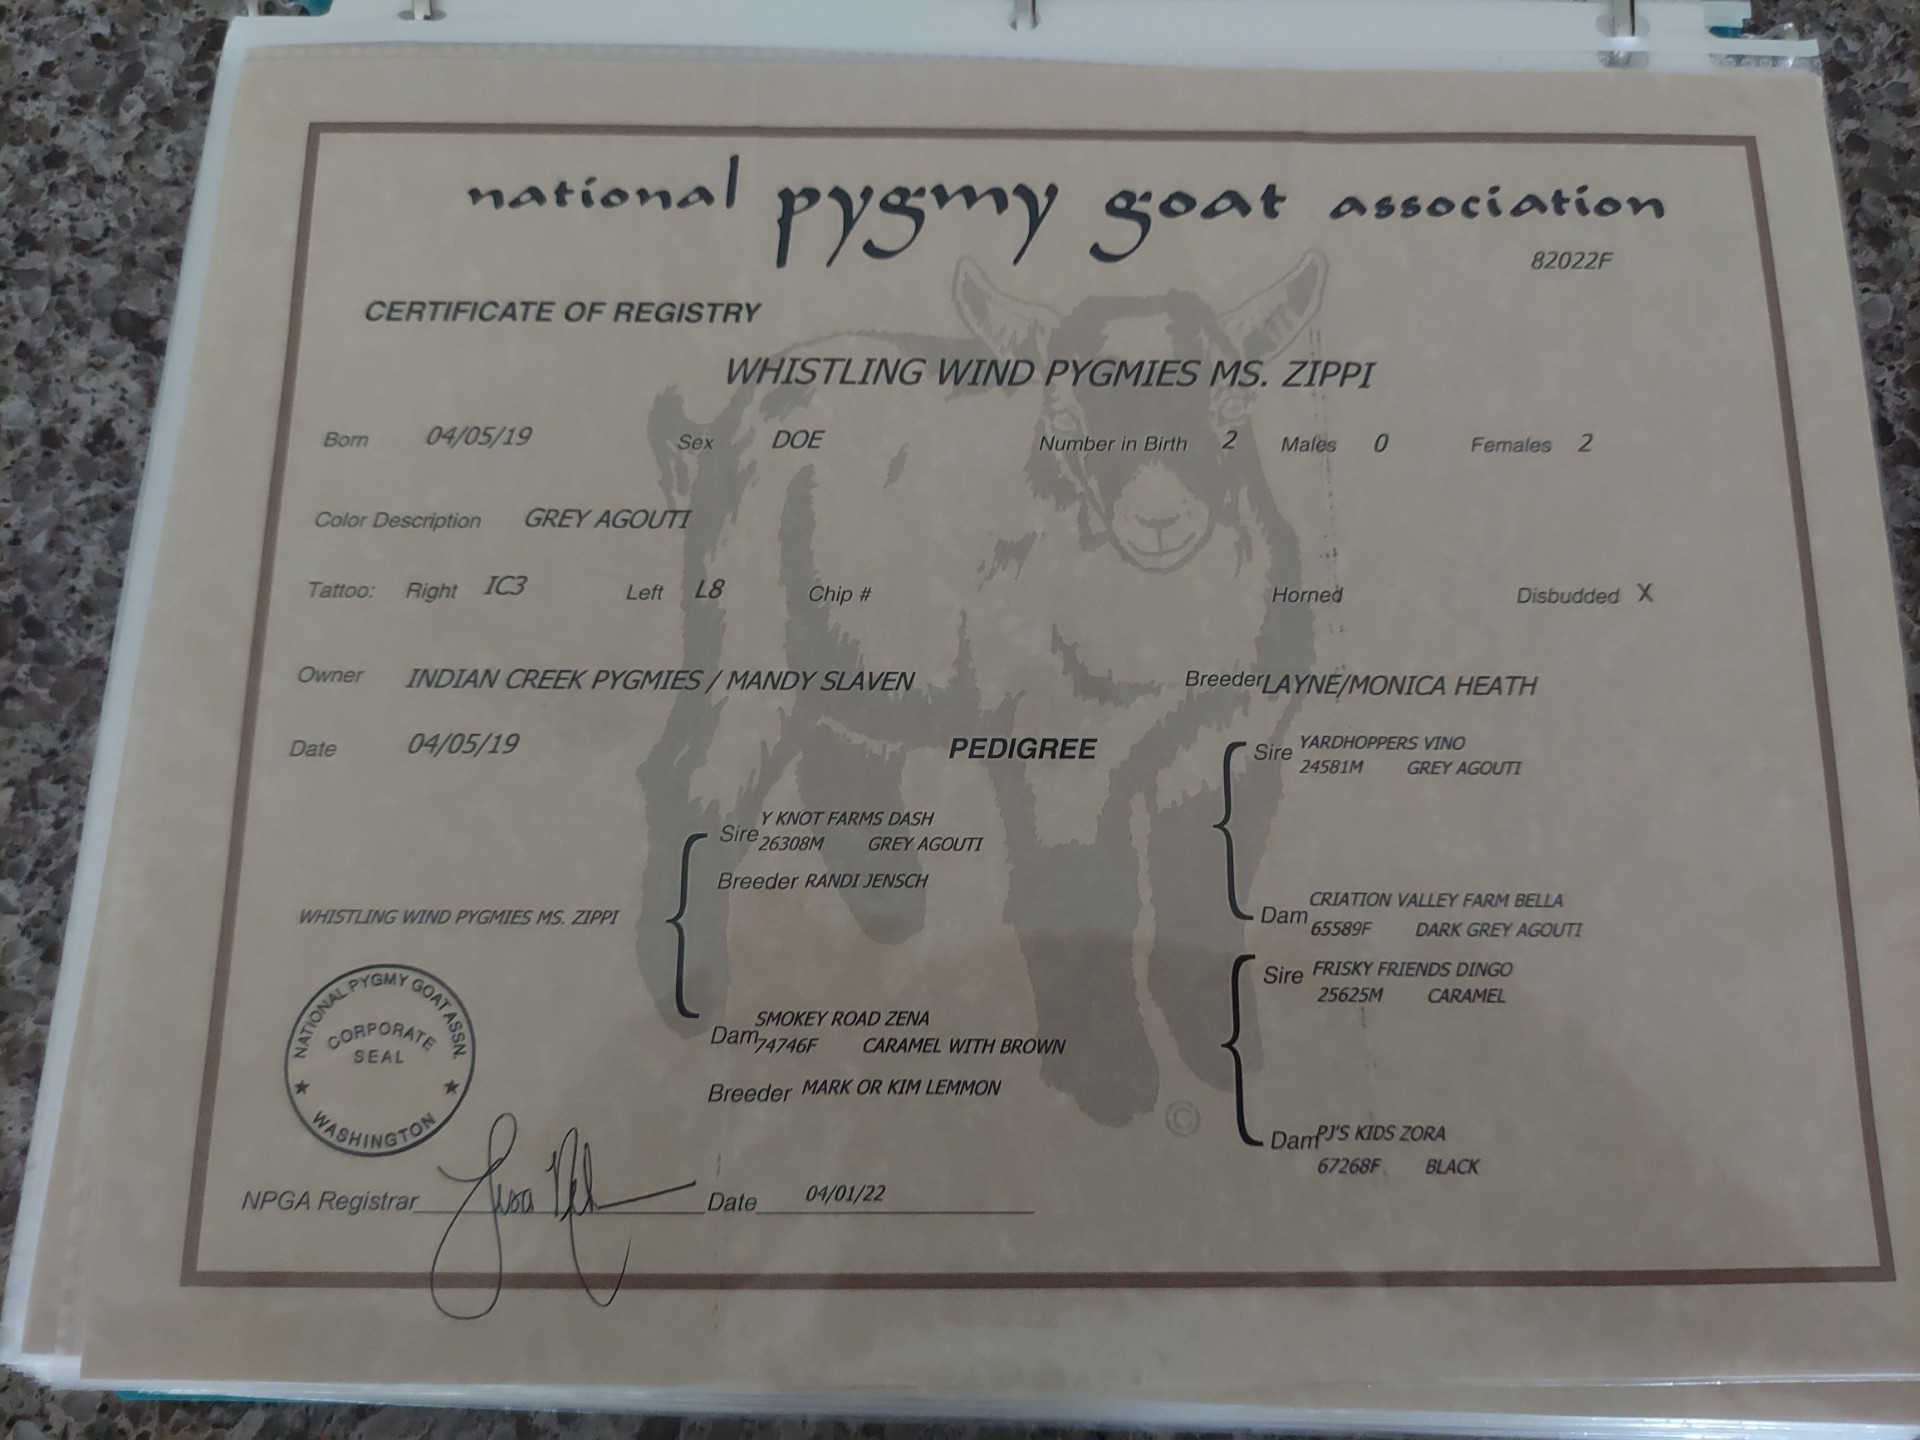 national pygmy goat association
82022F
CERTIFICATE OF REGISTRY
WHISTLING WIND PYGMIES MS. ZIPPI
Born 04/05/19 Sex DOE Number in Birth 2 Males 0 Females 2
Color Description GREY AGOUTI
Tattoo: Right IC3 Left L8 Chip # Horned Disbudded X
Owner INDIAN CREEK PYGMIES / MANDY SLAVEN Breeder LAYNE/MONICA HEATH
Date 04/05/19 PEDIGREE
Sire YARDHOPPERS VINO
24581M GREY AGOUTI
Sire Y KNOT FARMS DASH
26308M GREY AGOUTI
Breeder RANDI JENSCH
Dam CRIATION VALLEY FARM BELLA
65589F DARK GREY AGOUTI
WHISTLING WIND PYGMIES MS. ZIPPI
Sire FRISKY FRIENDS DINGO
25625M CARAMEL
Dam SMOKEY ROAD ZENA
74746F CARAMEL WITH BROWN
Breeder MARK OR KIM LEMMON
Dam PJ'S KIDS ZORA
67268F BLACK
NATIONAL PYGMY GOAT ASSN.
CORPORATE
SEAL
WASHINGTON
©
NPGA Registrar Lisa Date 04/01/22